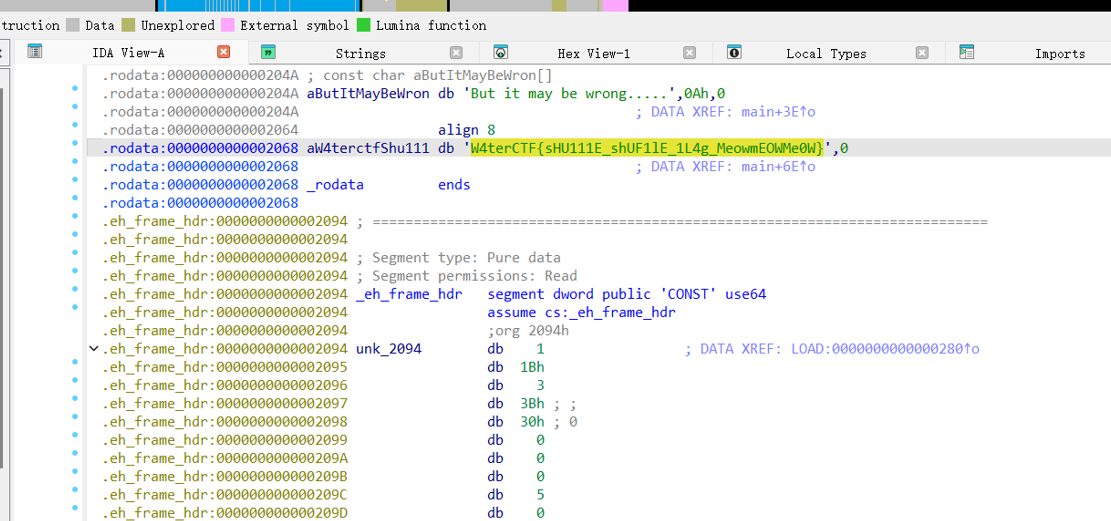 truction Data Unexplored External symbol Lumina function
IDA View-A Strings Hex View-1 Local Types Imports
.rodata:000000000000204A ; const char aButItMayBeWron[]
.rodata:000000000000204A aButItMayBeWron db 'But it may be wrong.....',0Ah,0
.rodata:000000000000204A ; DATA XREF: main+3E↑o
.rodata:0000000000002064 align 8
.rodata:0000000000002068 aW4terctfShu111 db 'W4terCTF{sHU111E_shUF1lE_1L4g_MeowmEOWMe0W}',0
.rodata:0000000000002068 ; DATA XREF: main+6E↑o
.rodata:0000000000002068 _rodata ends
.rodata:0000000000002068
.eh_frame_hdr:0000000000002094 ; ===========================================================================
.eh_frame_hdr:0000000000002094
.eh_frame_hdr:0000000000002094 ; Segment type: Pure data
.eh_frame_hdr:0000000000002094 ; Segment permissions: Read
.eh_frame_hdr:0000000000002094 _eh_frame_hdr segment dword public 'CONST' use64
.eh_frame_hdr:0000000000002094 assume cs:_eh_frame_hdr
.eh_frame_hdr:0000000000002094 ;org 2094h
.eh_frame_hdr:0000000000002094 unk_2094 db 1 ; DATA XREF: LOAD:0000000000000280↑o
.eh_frame_hdr:0000000000002095 db 1Bh
.eh_frame_hdr:0000000000002096 db 3
.eh_frame_hdr:0000000000002097 db 3Bh ; ;
.eh_frame_hdr:0000000000002098 db 30h ; 0
.eh_frame_hdr:0000000000002099 db 0
.eh_frame_hdr:000000000000209A db 0
.eh_frame_hdr:000000000000209B db 0
.eh_frame_hdr:000000000000209C db 5
.eh_frame_hdr:000000000000209D db 0